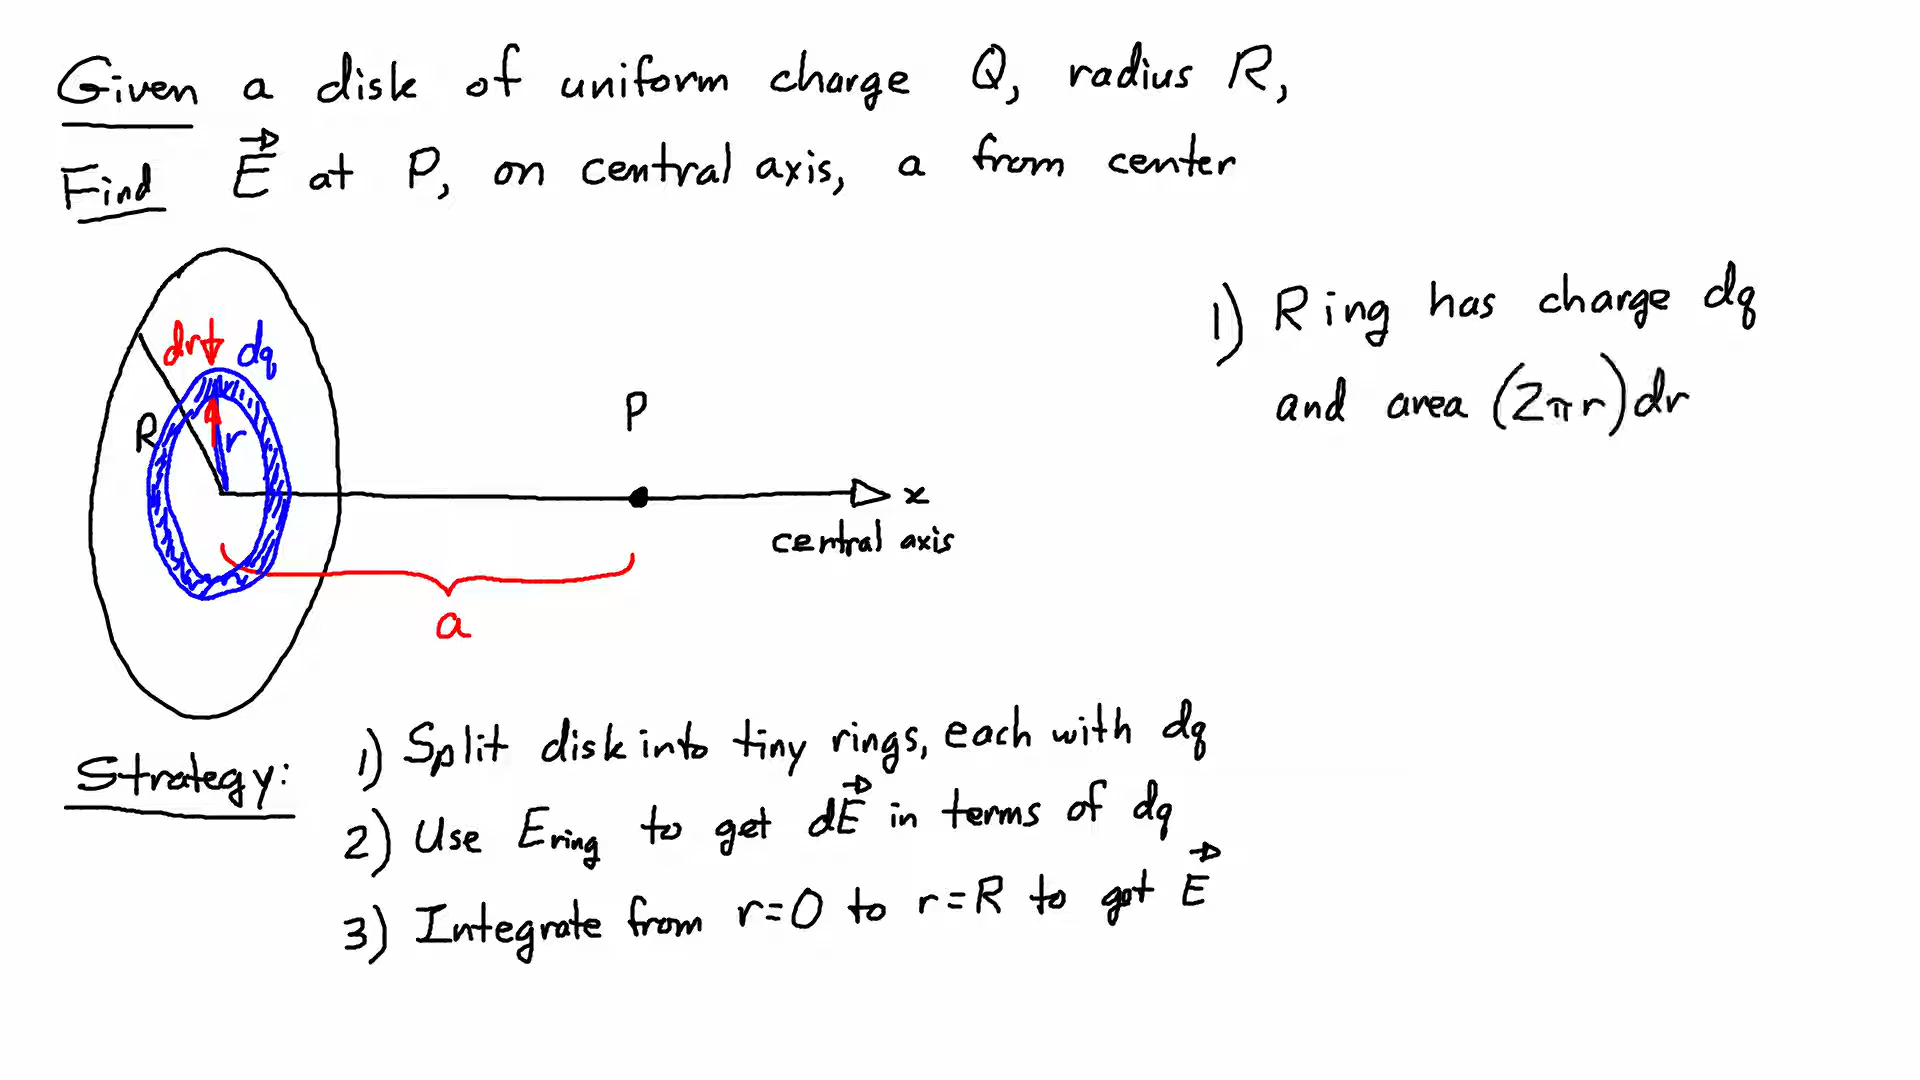 Given a disk of uniform charge Q, radius R,
Find E⃗ at P, on central axis, a from center
1) Ring has charge dq
and area (2πr)dr
dr dq
R r
P
x
central axis
a
Strategy: 1) Split disk into tiny rings, each with dq
2) Use Ering to get dE⃗ in terms of dq
3) Integrate from r=0 to r=R to get E⃗